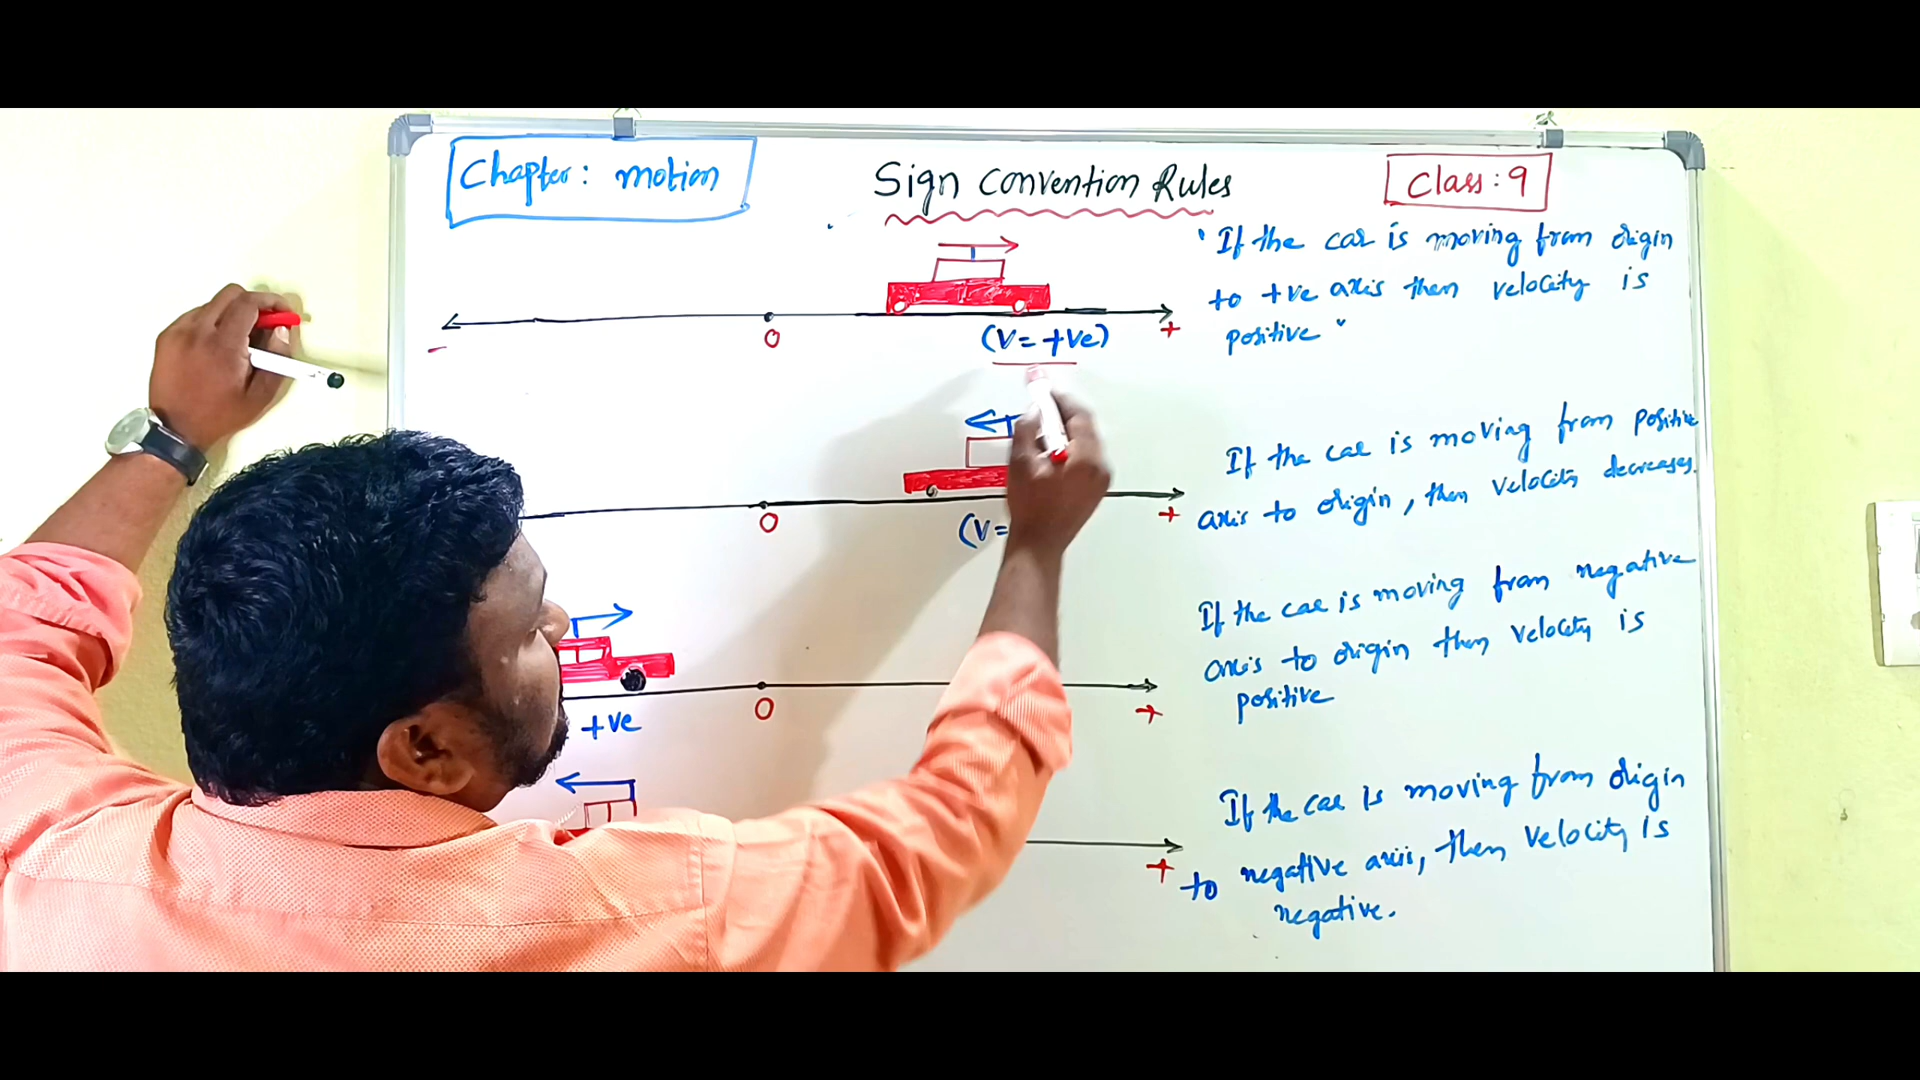 Chapter: motion
Sign Convention Rules
Class: 9
"If the car is moving from origin
to +ve axis then velocity is
positive"
-
O
(V = +ve)
+
If the car is moving from positive
axis to origin, then velocity decreases.
O
(V =
+
If the car is moving from negative
axis to origin then velocity is
positive
+ve
O
+
If the car is moving from origin
to negative axis, then velocity is
negative.
+